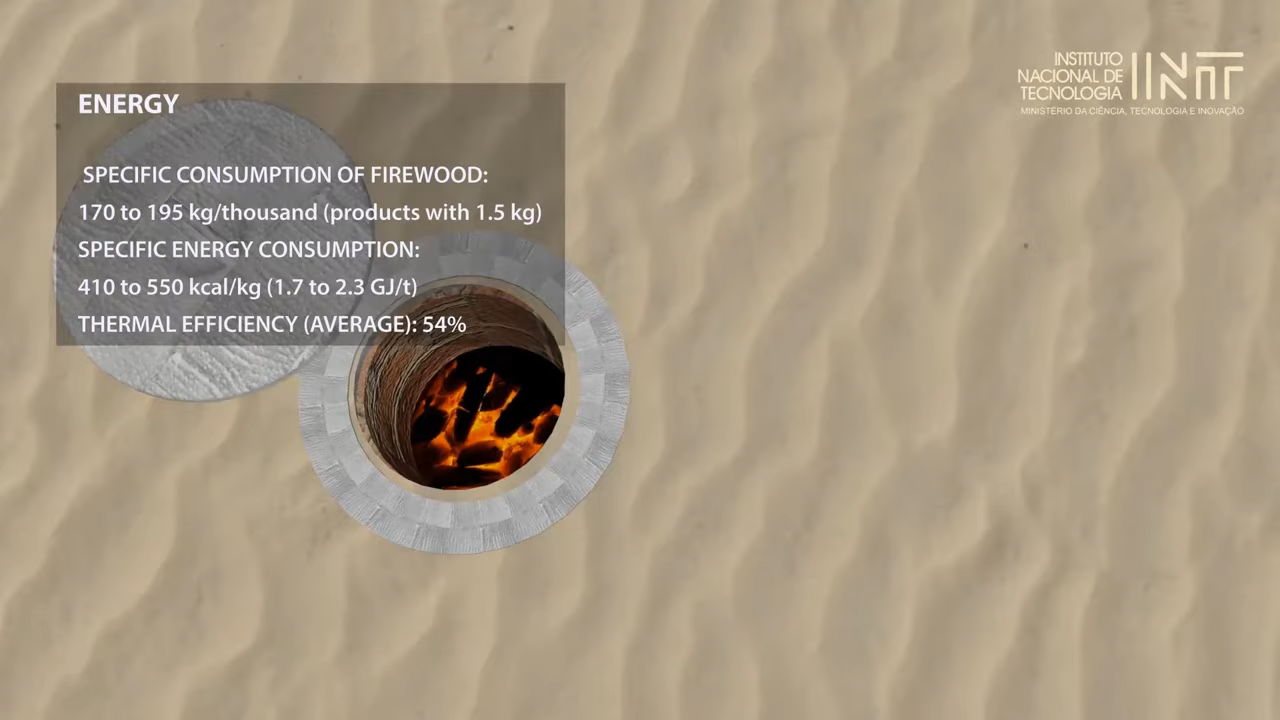 ENERGY
SPECIFIC CONSUMPTION OF FIREWOOD:
170 to 195 kg/thousand (products with 1.5 kg)
SPECIFIC ENERGY CONSUMPTION:
410 to 550 kcal/kg (1.7 to 2.3 GJ/t)
THERMAL EFFICIENCY (AVERAGE): 54%
INSTITUTO
NACIONAL DE
TECNOLOGIA
INT
MINISTÉRIO DA CIÊNCIA, TECNOLOGIA E INOVAÇÃO